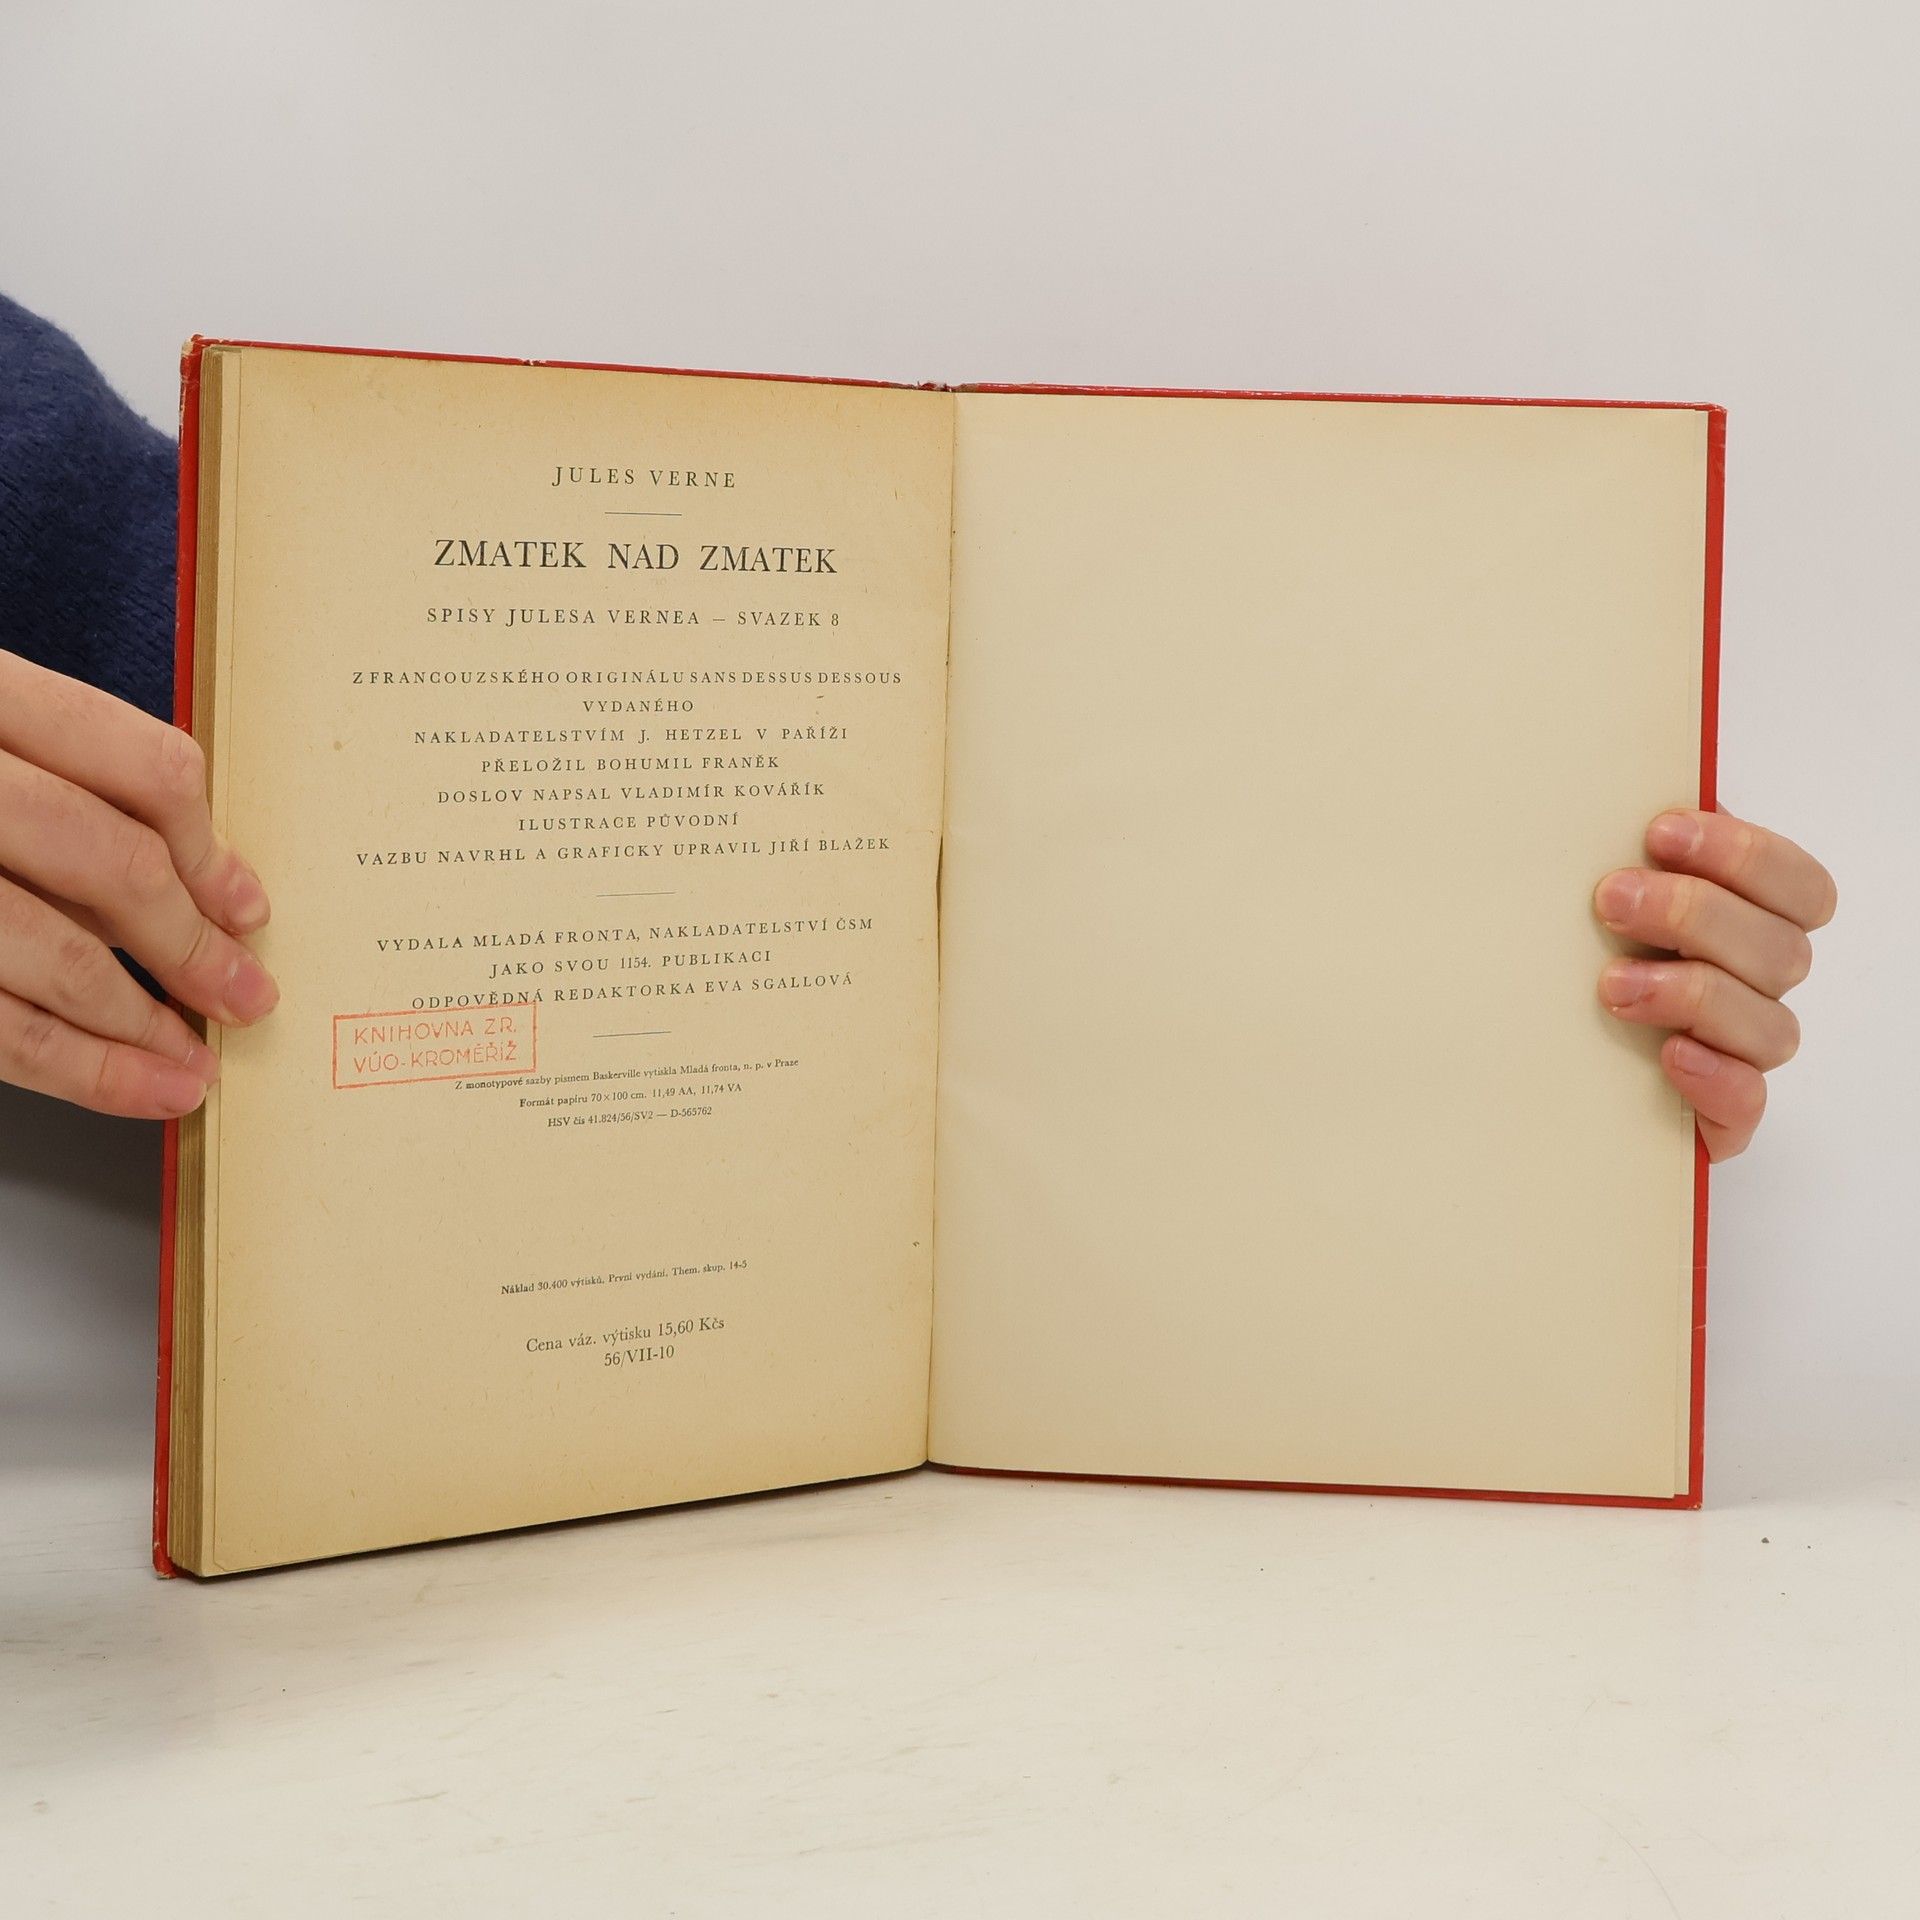 JULES VERNE
ZMATEK NAD ZMATEK
SPISY JULESA VERNEA – SVAZEK 8
Z FRANCOUZSKÉHO ORIGINÁLU SANS DESSUS DESSOUS
VYDANÉHO
NAKLADATELSTVÍM J. HETZEL V PAŘÍŽI
PŘELOŽIL BOHUMIL FRANĚK
DOSLOV NAPSAL VLADIMÍR KOVÁŘÍK
ILUSTRACE PŮVODNÍ
VAZBU NAVRHL A GRAFICKY UPRAVIL JIŘÍ BLAŽEK
VYDALA MLADÁ FRONTA, NAKLADATELSTVÍ ČSM
JAKO SVOU 1154. PUBLIKACI
ODPOVĚDNÁ REDAKTORKA EVA SGALLOVÁ
KNIHOVNA ZR.
VÚO-KROMĚŘÍŽ
Z monotypové sazby písmem Baskerville vytiskla Mladá fronta, n. p. v Praze
Formát papíru 70×100 cm. 11,49 AA, 11,74 VA
HSV čís 41.824/56/SV2 — D-565762
Náklad 30.400 výtisků. První vydání. Them. skup. 14-5
Cena váz. výtisku 15,60 Kčs
56/VII-10